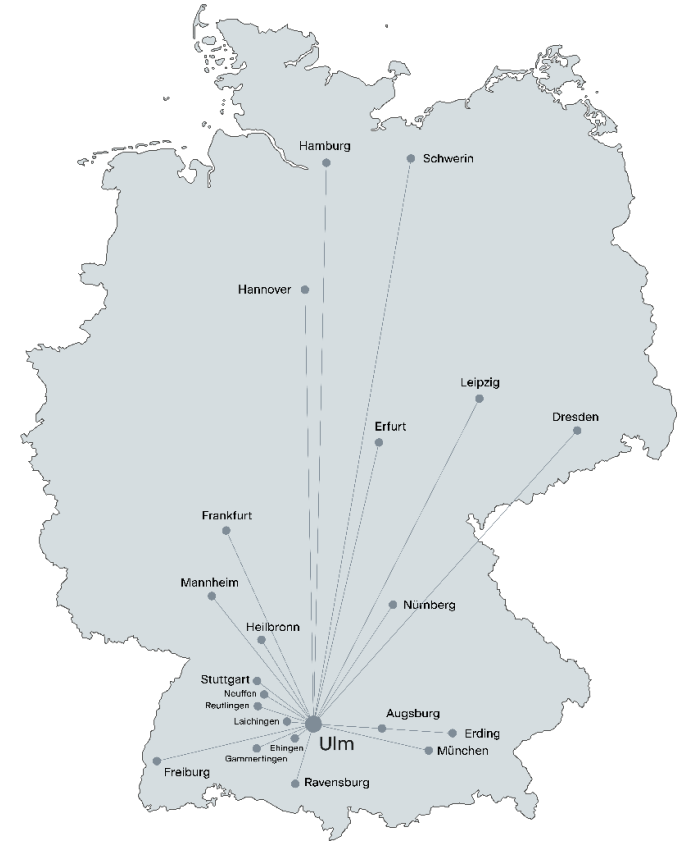 Hamburg
Schwerin
Hannover
Leipzig
Dresden
Erfurt
Frankfurt
Mannheim
Nürnberg
Heilbronn
Stuttgart
Neuffen
Reutlingen
Laichingen
Augsburg
Erding
Ulm
Ehingen
München
Gammertingen
Freiburg
Ravensburg